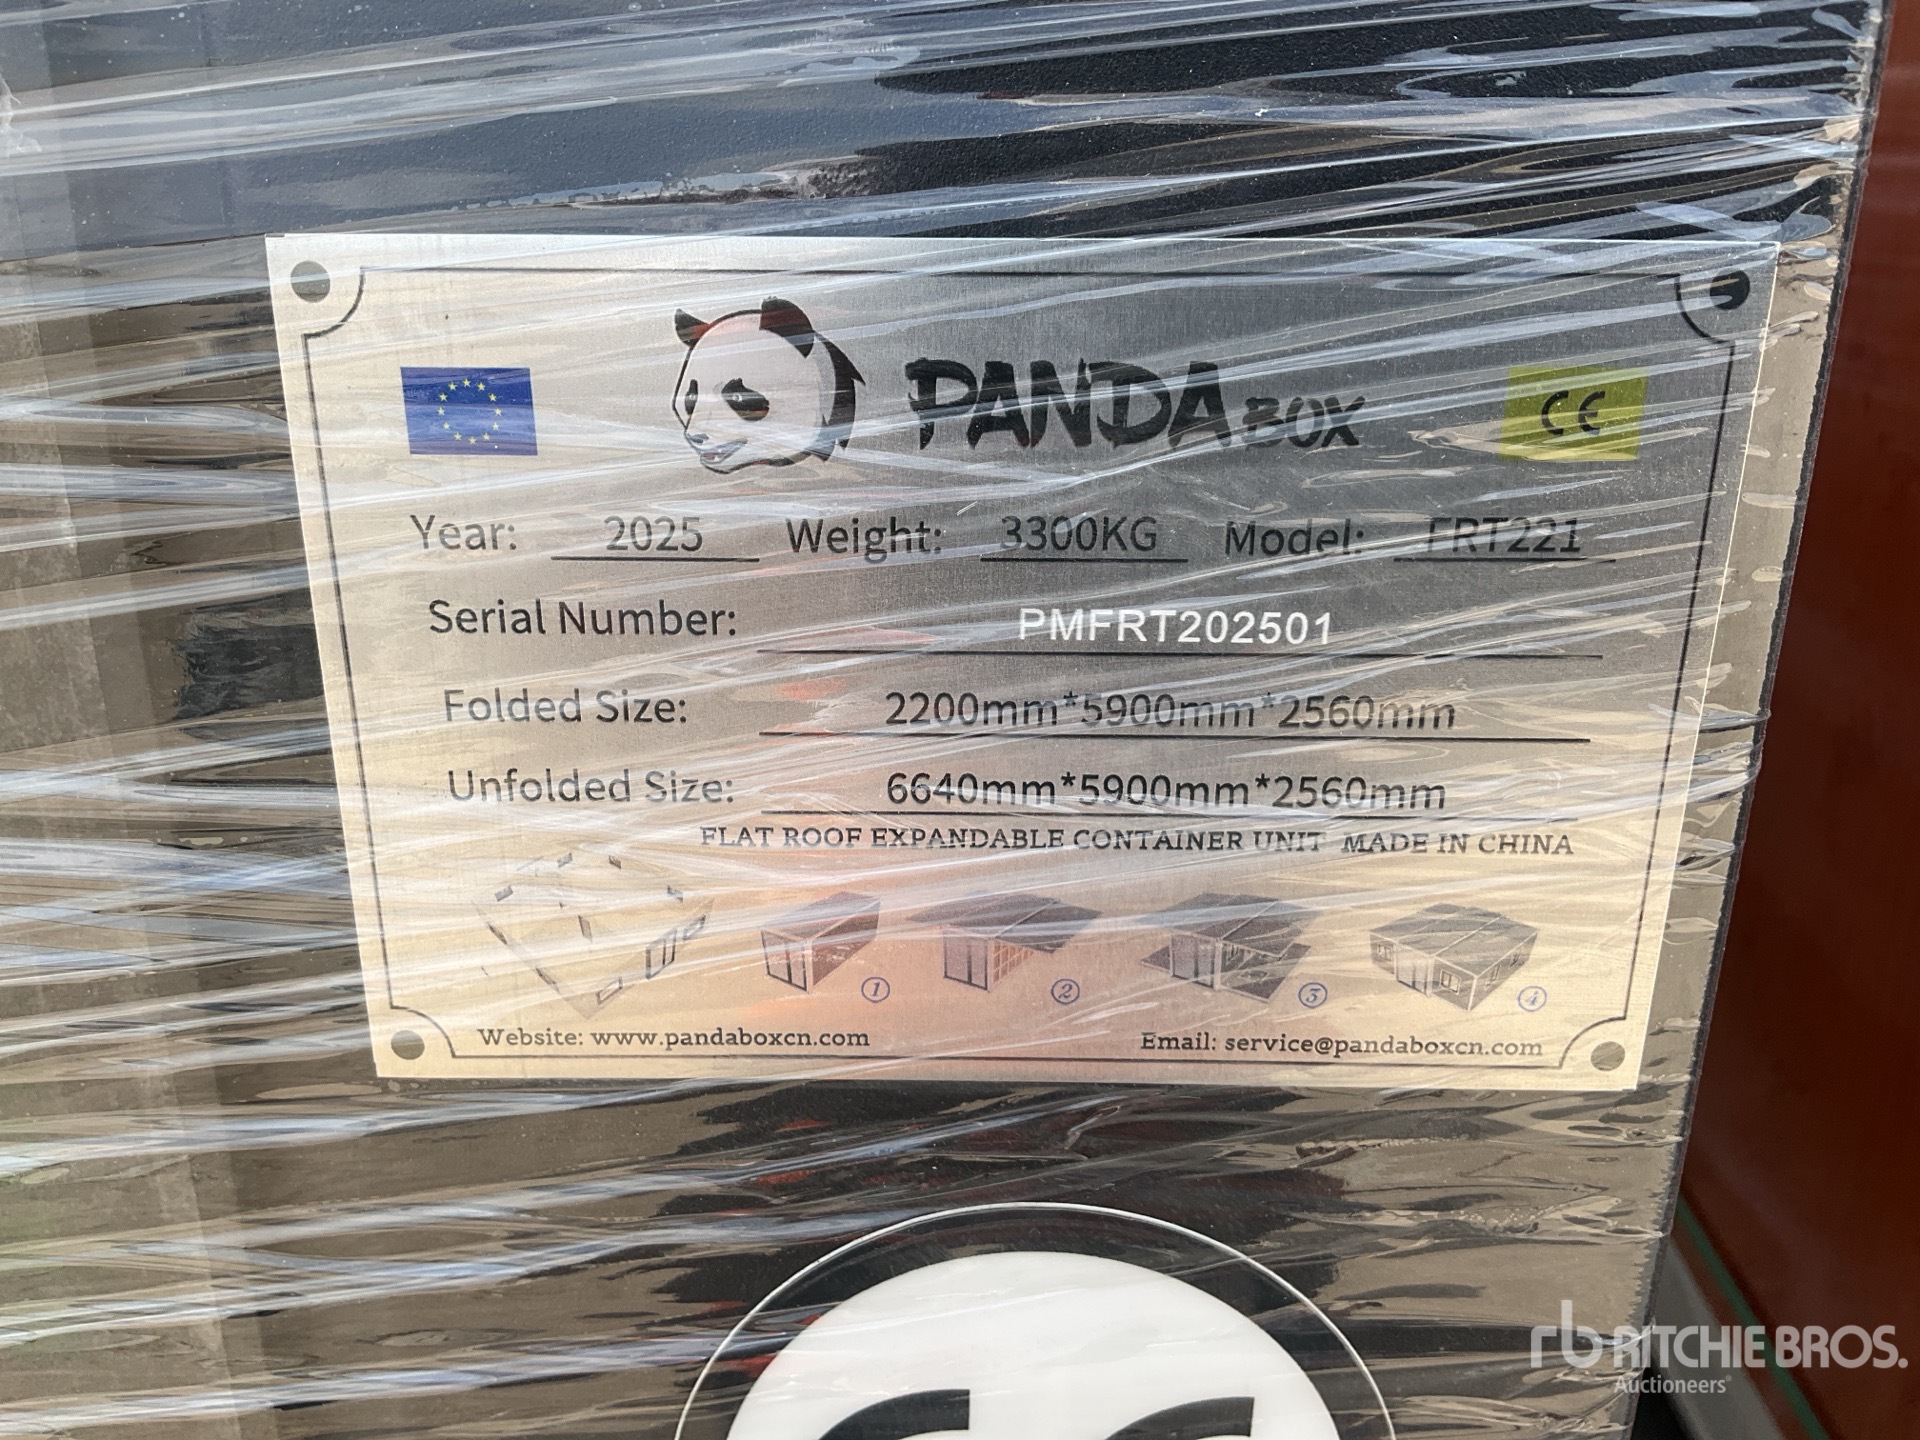 PANDA BOX
CE
Year: 2025 Weight: 3300KG Model: FRT221
Serial Number: PMFRT202501
Folded Size: 2200mm*5900mm*2560mm
Unfolded Size: 6640mm*5900mm*2560mm
FLAT ROOF EXPANDABLE CONTAINER UNIT MADE IN CHINA
1 2 3 4
Website: www.pandaboxcn.com Email: service@pandaboxcn.com
CE
rb RITCHIE BROS.
Auctioneers